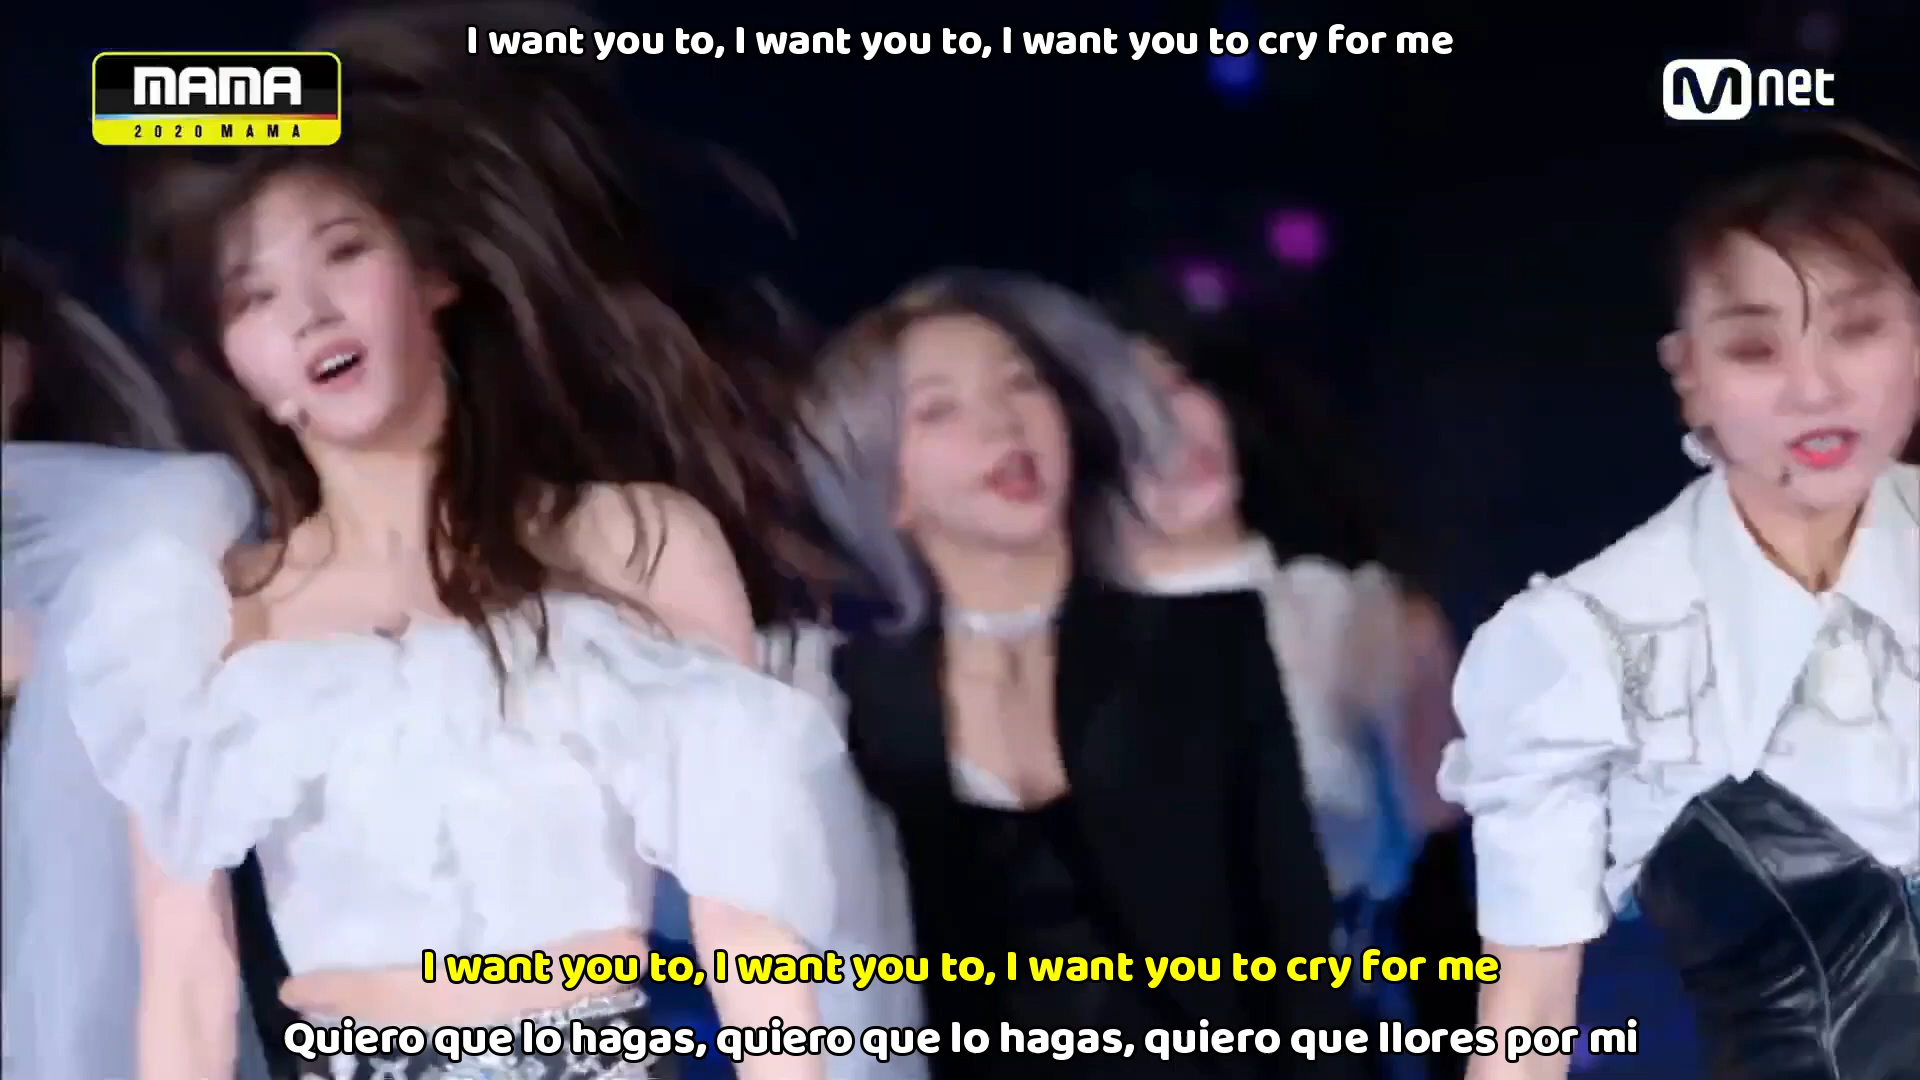 I want you to, I want you to, I want you to cry for me
MAMA
2020 MAMA
Mnet
I want you to, I want you to, I want you to cry for me
Quiero que lo hagas, quiero que lo hagas, quiero que llores por mi